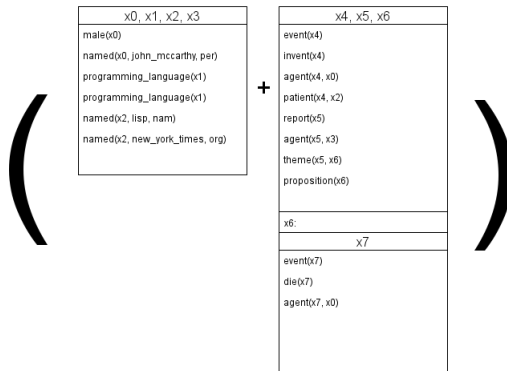 x0, x1, x2, x3
male(x0)
named(x0, john_mccarthy, per)
programming_language(x1)
programming_language(x1)
named(x2, lisp, nam)
named(x2, new_york_times, org)
(
+
x4, x5, x6
event(x4)
invent(x4)
agent(x4, x0)
patient(x4, x2)
report(x5)
agent(x5, x3)
theme(x5, x6)
proposition(x6)
x6:
x7
event(x7)
die(x7)
agent(x7, x0)
)